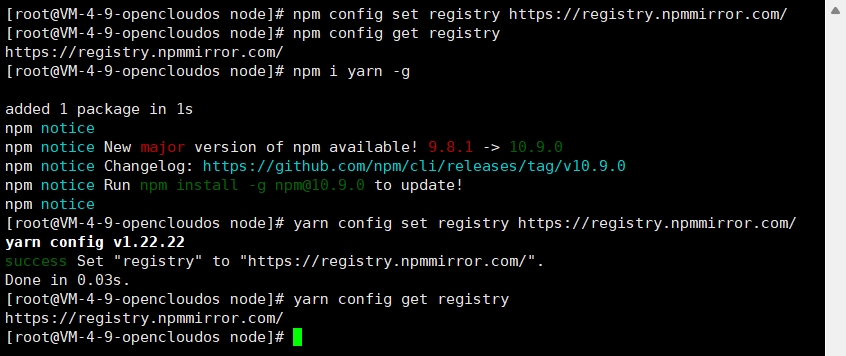 [root@VM-4-9-opencloudos node]# npm config set registry https://registry.npmmirror.com/
[root@VM-4-9-opencloudos node]# npm config get registry
https://registry.npmmirror.com/
[root@VM-4-9-opencloudos node]# npm i yarn -g
added 1 package in 1s
npm notice
npm notice New major version of npm available! 9.8.1 -> 10.9.0
npm notice Changelog: https://github.com/npm/cli/releases/tag/v10.9.0
npm notice Run npm install -g npm@10.9.0 to update!
npm notice
[root@VM-4-9-opencloudos node]# yarn config set registry https://registry.npmmirror.com/
yarn config v1.22.22
success Set "registry" to "https://registry.npmmirror.com/".
Done in 0.03s.
[root@VM-4-9-opencloudos node]# yarn config get registry
https://registry.npmmirror.com/
[root@VM-4-9-opencloudos node]#